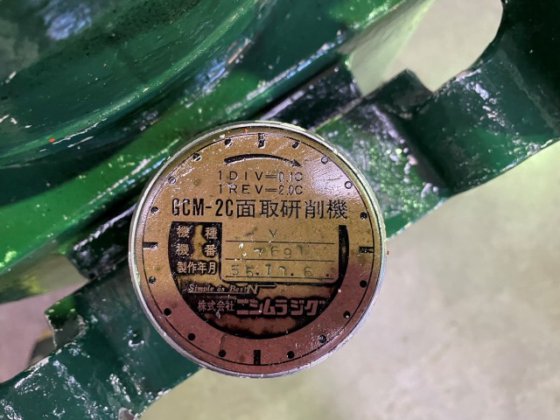 1DIV=0.1C
1REV=2.0C
GCM-2C面取研削機
機種 V
機番
製作年月
Simple is Best
株式会社ニシムラジグ